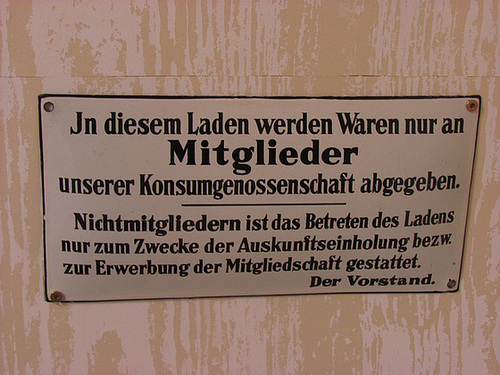 Jn diesem Laden werden Waren nur an
Mitglieder
unserer Konsumgenossenschaft abgegeben.
Nichtmitgliedern ist das Betreten des Ladens
nur zum Zwecke der Auskunftseinholung bezw.
zur Erwerbung der Mitgliedschaft gestattet.
Der Vorstand.